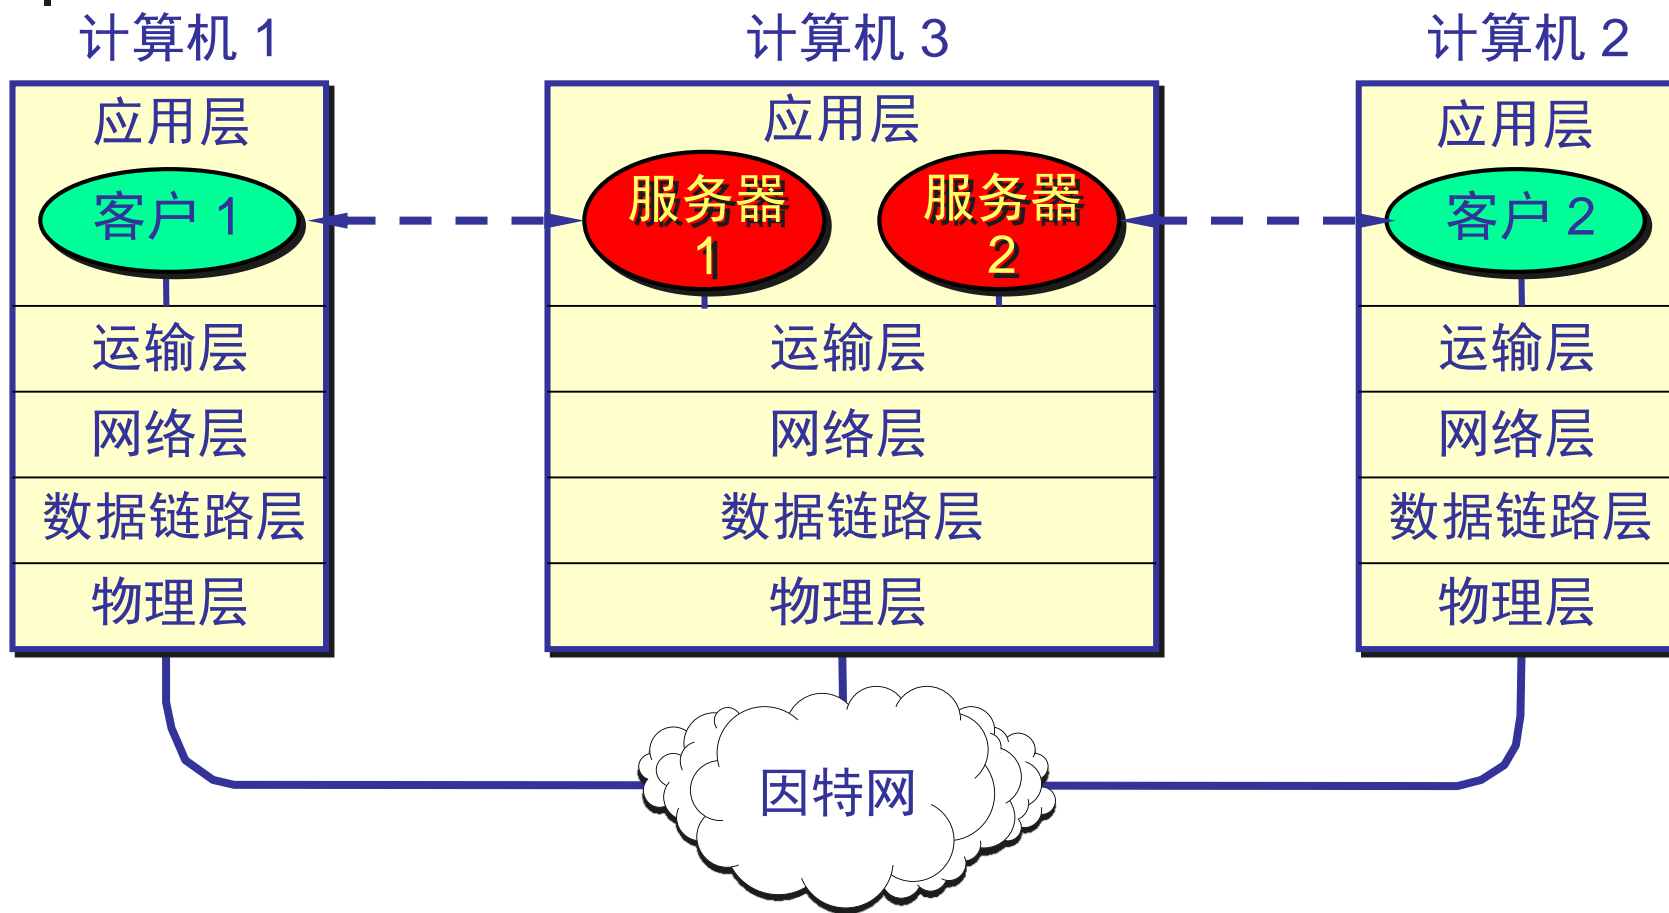 计算机 1
应用层
客户 1
运输层
网络层
数据链路层
物理层
计算机 3
应用层
服务器
1
服务器
2
运输层
网络层
数据链路层
物理层
计算机 2
应用层
客户 2
运输层
网络层
数据链路层
物理层
因特网